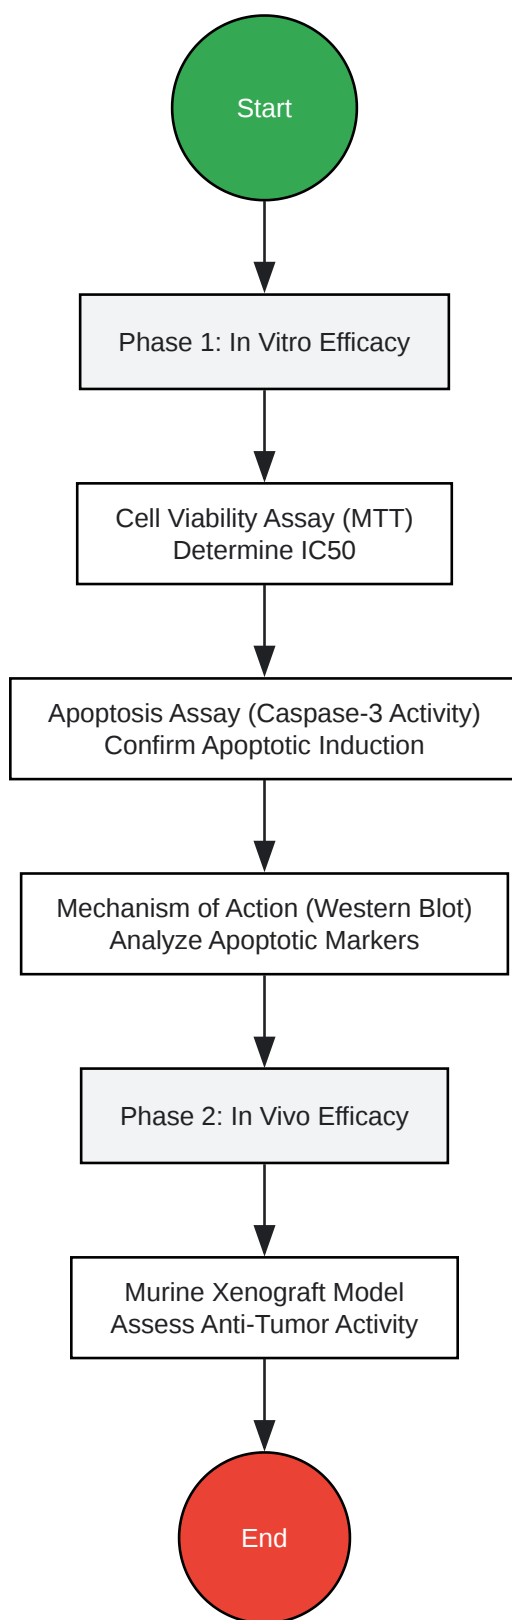 Start
Phase 1: In Vitro Efficacy
Cell Viability Assay (MTT)
Determine IC50
Apoptosis Assay (Caspase-3 Activity)
Confirm Apoptotic Induction
Mechanism of Action (Western Blot)
Analyze Apoptotic Markers
Phase 2: In Vivo Efficacy
Murine Xenograft Model
Assess Anti-Tumor Activity
End